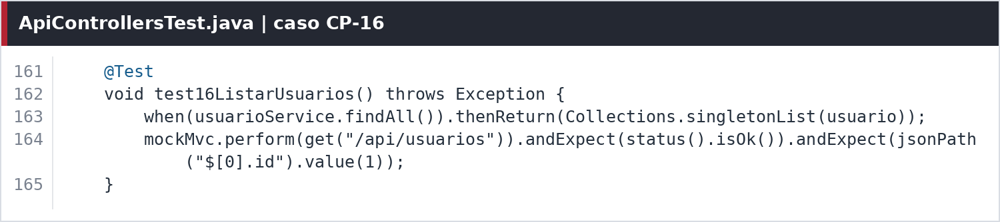 ApiControllersTest.java | caso CP-16
161 @Test
162 void test16ListarUsuarios() throws Exception {
163 when(usuarioService.findAll()).thenReturn(Collections.singletonList(usuario));
164 mockMvc.perform(get("/api/usuarios")).andExpect(status().isOk()).andExpect(jsonPath
("$[0].id").value(1));
165 }